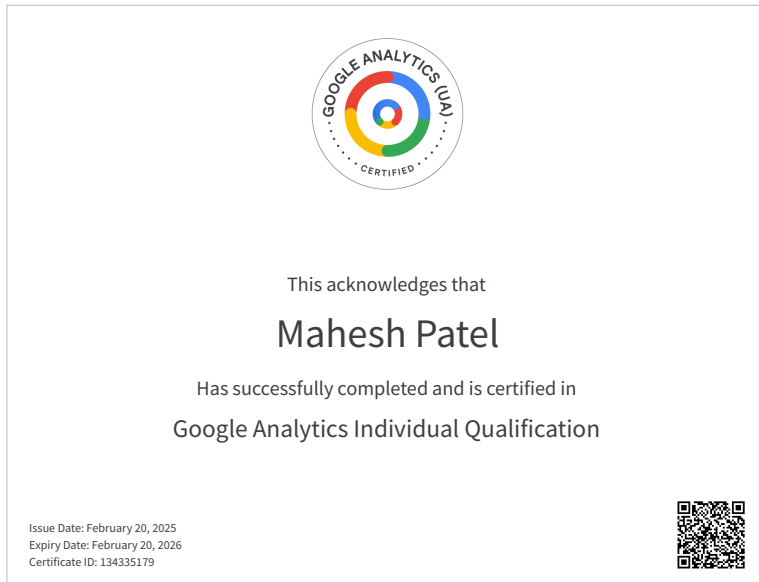 GOOGLE ANALYTICS (UA)
CERTIFIED
This acknowledges that
Mahesh Patel
Has successfully completed and is certified in
Google Analytics Individual Qualification
Issue Date: February 20, 2025
Expiry Date: February 20, 2026
Certificate ID: 134335179